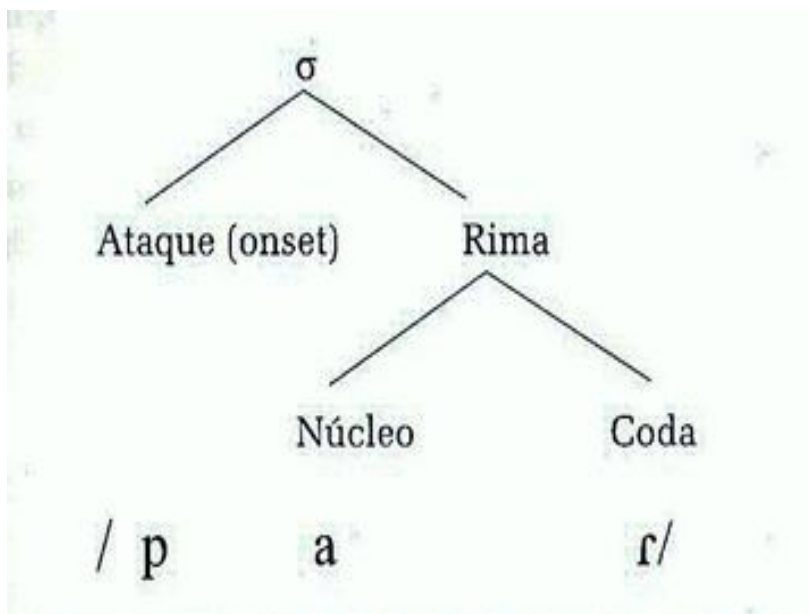 σ
Ataque (onset) Rima
Núcleo Coda
/ p a ɾ/